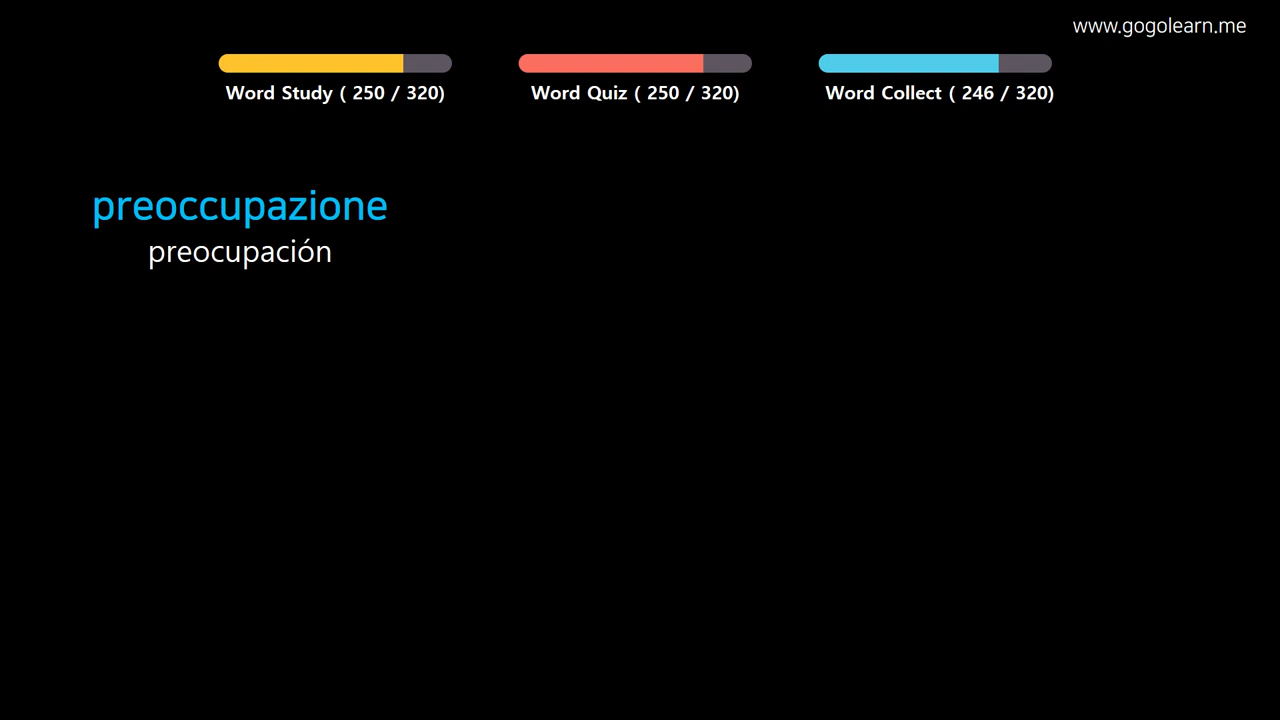 www.gogolearn.me
Word Study ( 250 / 320)
Word Quiz ( 250 / 320)
Word Collect ( 246 / 320)
preoccupazione
preocupación